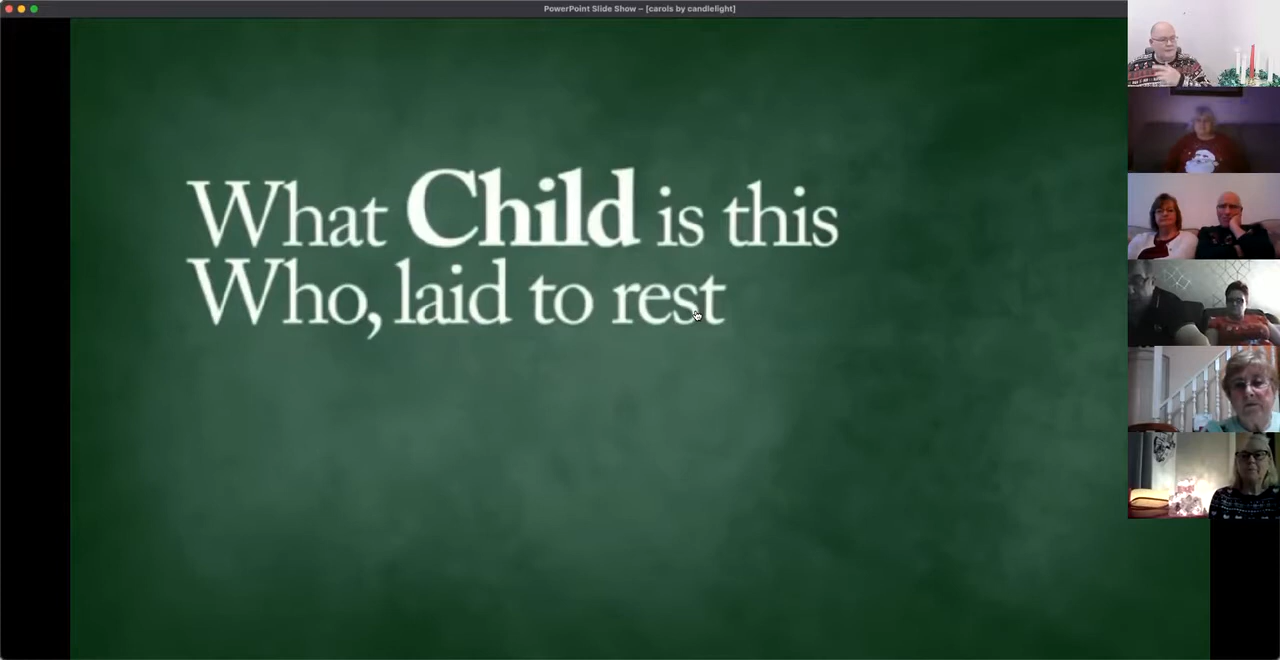 PowerPoint Slide Show – [carols by candlelight]
What Child is this
Who, laid to rest